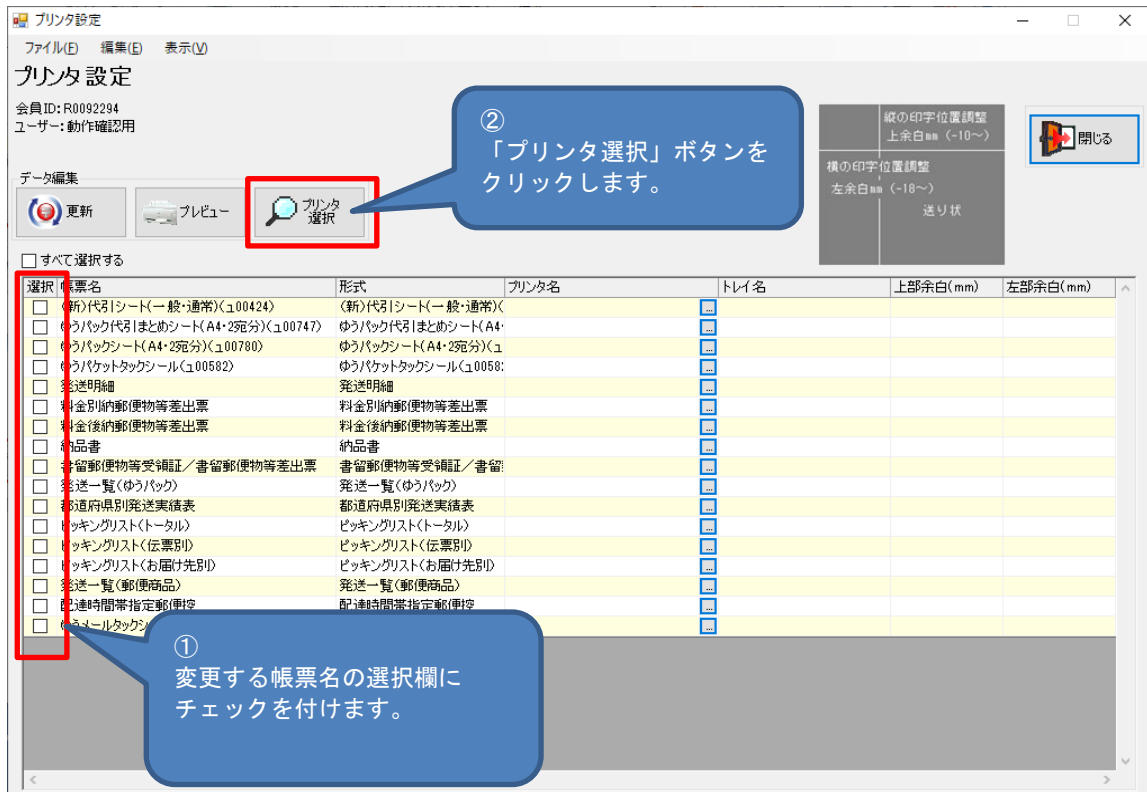 プリンタ設定
ファイル(F) 編集(E) 表示(V)
プリンタ設定
会員ID:R0092294
ユーザー:動作確認用
②
「プリンタ選択」ボタンを
クリックします。
縦の印字位置調整
上余白mm (-10~)
横の印字位置調整
左余白mm (-18~)
送り状
閉じる
データ編集
更新
プレビュー
プリンタ
選択
すべて選択する
選択 帳票名 形式 プリンタ名 トレイ名 上部余白(mm) 左部余白(mm)
(新)代引シート(一般・通常)(ュ00424) (新)代引シート(一般・通常)(
ゆうパック代引まとめシート(A4・2宛分)(ュ00747) ゆうパック代引まとめシート(A4・
ゆうパックシート(A4・2宛分)(ュ00780) ゆうパックシート(A4・2宛分)(ュ
ゆうパケットタックシール(ュ00582) ゆうパケットタックシール(ュ0058
発送明細 発送明細
料金別納郵便物等差出票 料金別納郵便物等差出票
料金後納郵便物等差出票 料金後納郵便物等差出票
納品書 納品書
書留郵便物等受領証/書留郵便物等差出票 書留郵便物等受領証/書留
発送一覧(ゆうパック) 発送一覧(ゆうパック)
都道府県別発送実績表 都道府県別発送実績表
ピッキングリスト(トータル) ピッキングリスト(トータル)
ピッキングリスト(伝票別) ピッキングリスト(伝票別)
ピッキングリスト(お届け先別) ピッキングリスト(お届け先別)
発送一覧(郵便商品) 発送一覧(郵便商品)
配達時間帯指定郵便控 配達時間帯指定郵便控
ゆうメールタックシ
①
変更する帳票名の選択欄に
チェックを付けます。